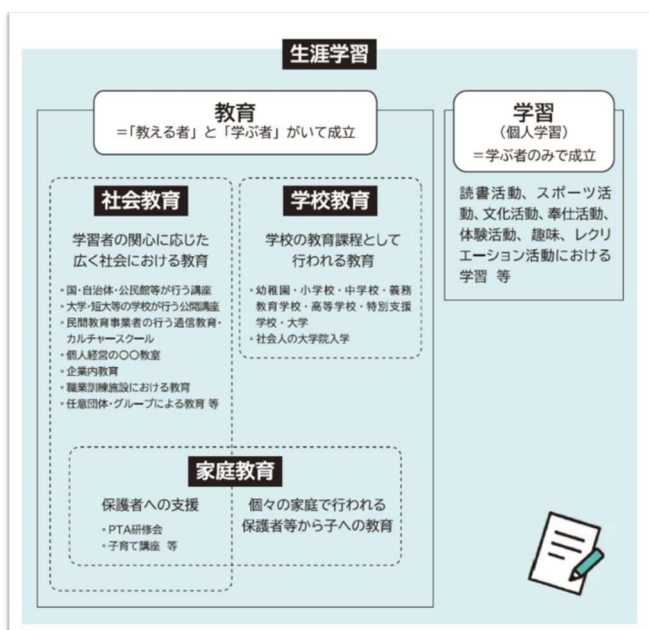 生涯学習
教育
=「教える者」と「学ぶ者」がいて成立
社会教育
学習者の関心に応じた
広く社会における教育
・国・自治体・公民館等が行う講座
・大学・短大等の学校が行う公開講座
・民間教育事業者の行う通信教育・
カルチャースクール
・個人経営の〇〇教室
・企業内教育
・職業訓練施設における教育
・任意団体・グループによる教育 等
学校教育
学校の教育課程として
行われる教育
・幼稚園・小学校・中学校・義務
教育学校・高等学校・特別支援
学校・大学
・社会人の大学院入学
家庭教育
保護者への支援
・PTA研修会
・子育て講座 等
個々の家庭で行われる
保護者等から子への教育
学習
(個人学習)
=学ぶ者のみで成立
読書活動、スポーツ活
動、文化活動、奉仕活動、
体験活動、趣味、レクリ
エーション活動における
学習 等